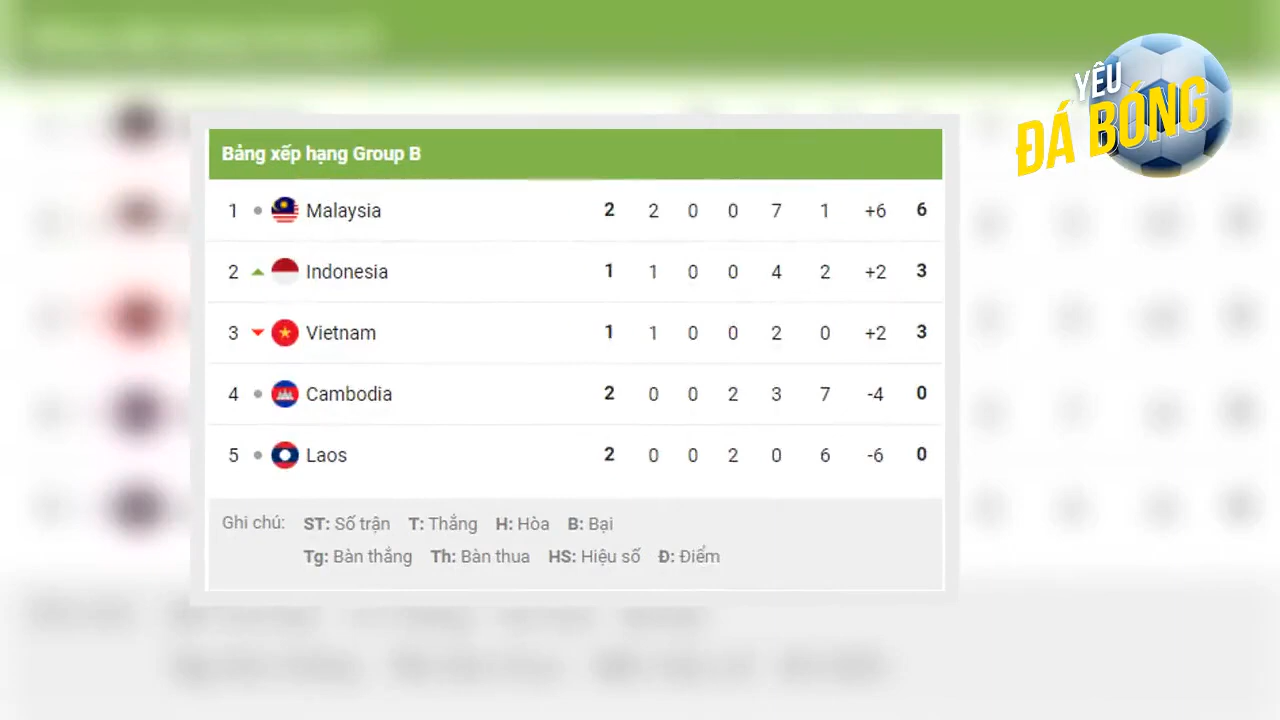 YÊU
ĐÁ BÓNG
Bảng xếp hạng Group B
1 Malaysia 2 2 0 0 7 1 +6 6
2 Indonesia 1 1 0 0 4 2 +2 3
3 Vietnam 1 1 0 0 2 0 +2 3
4 Cambodia 2 0 0 2 3 7 -4 0
5 Laos 2 0 0 2 0 6 -6 0
Ghi chú: ST: Số trận T: Thắng H: Hòa B: Bại
Tg: Bàn thắng Th: Bàn thua HS: Hiệu số Đ: Điểm